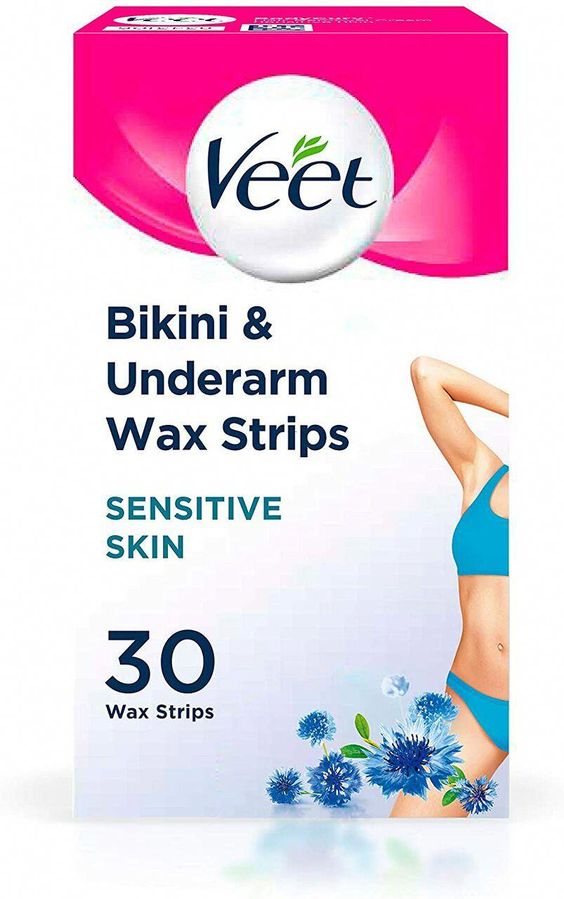 Veet
Bikini &
Underarm
Wax Strips
SENSITIVE
SKIN
30
Wax Strips